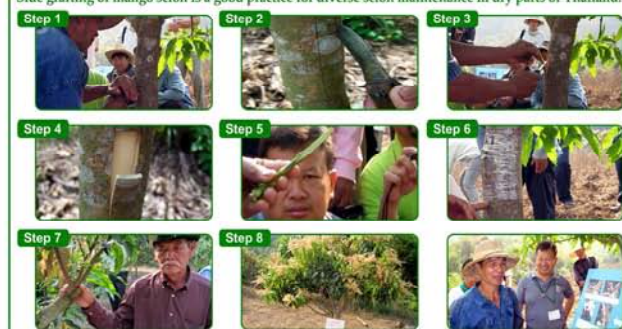 Side grafting of mango scion is a good practice for diverse scion maintenance in dry parts of Thailand.
Step 1
Step 2
Step 3
Step 4
Step 5
Step 6
Step 7
Step 8